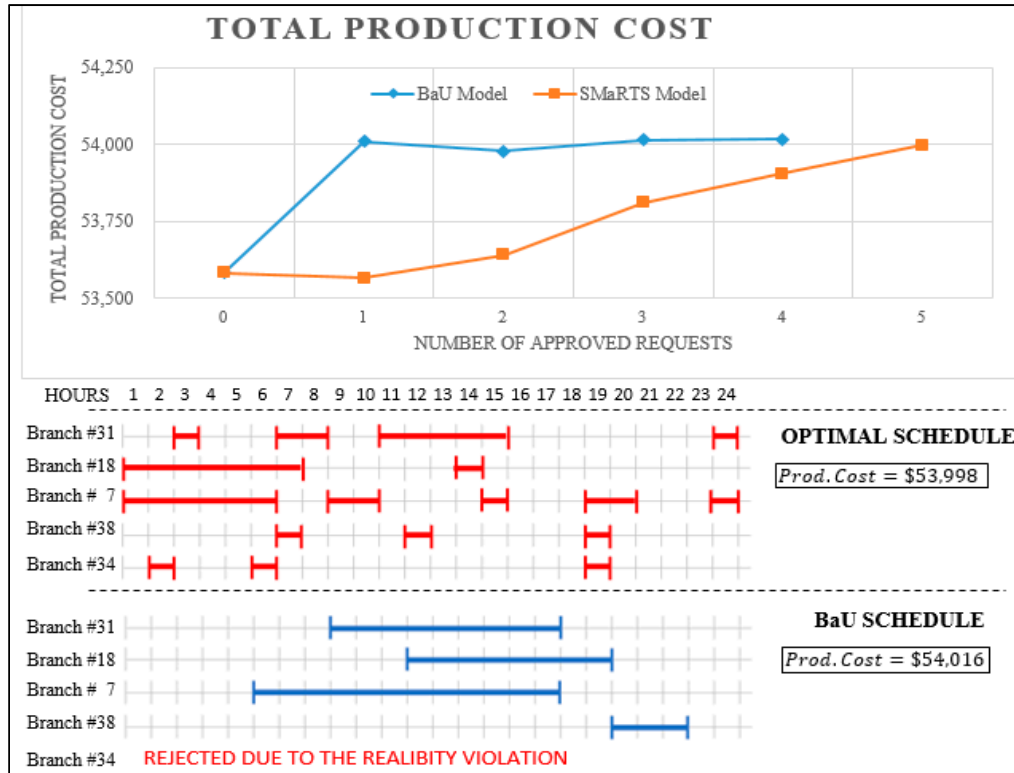 TOTAL PRODUCTION COST
TOTAL PRODUCTION COST
54,250
54,000
53,750
53,500
BaU Model SMaRTS Model
0 1 2 3 4 5
NUMBER OF APPROVED REQUESTS
HOURS 1 2 3 4 5 6 7 8 9 10 11 12 13 14 15 16 17 18 19 20 21 22 23 24
Branch #31
Branch #18
Branch # 7
Branch #38
Branch #34
OPTIMAL SCHEDULE
Prod.Cost = $53,998
Branch #31
Branch #18
Branch # 7
Branch #38
Branch #34 REJECTED DUE TO THE REALIBITY VIOLATION
BaU SCHEDULE
Prod.Cost = $54,016